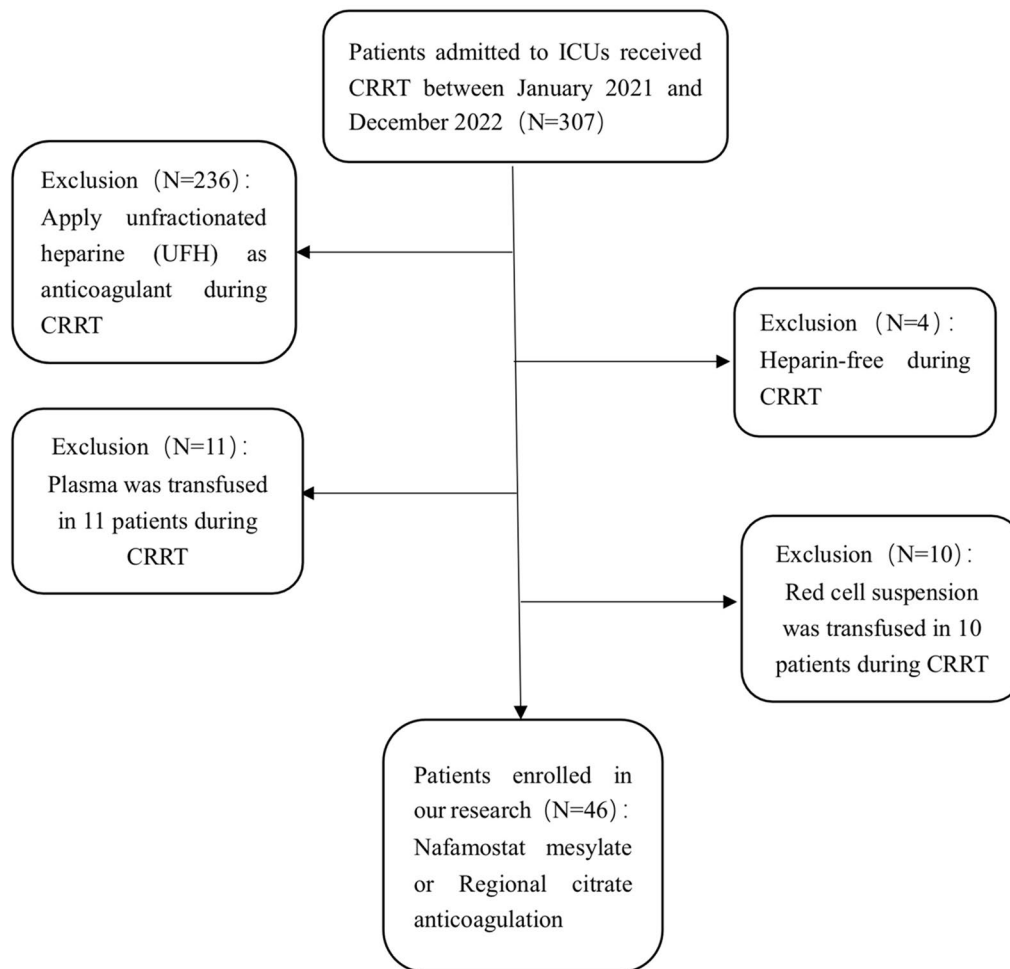 Patients admitted to ICUs received
CRRT between January 2021 and
December 2022（N=307）
Exclusion（N=236）：
Apply unfractionated
heparine (UFH) as
anticoagulant during
CRRT
Exclusion（N=4）：
Heparin-free during
CRRT
Exclusion（N=11）：
Plasma was transfused
in 11 patients during
CRRT
Exclusion（N=10）：
Red cell suspension
was transfused in 10
patients during CRRT
Patients enrolled in
our research（N=46）：
Nafamostat mesylate
or Regional citrate
anticoagulation